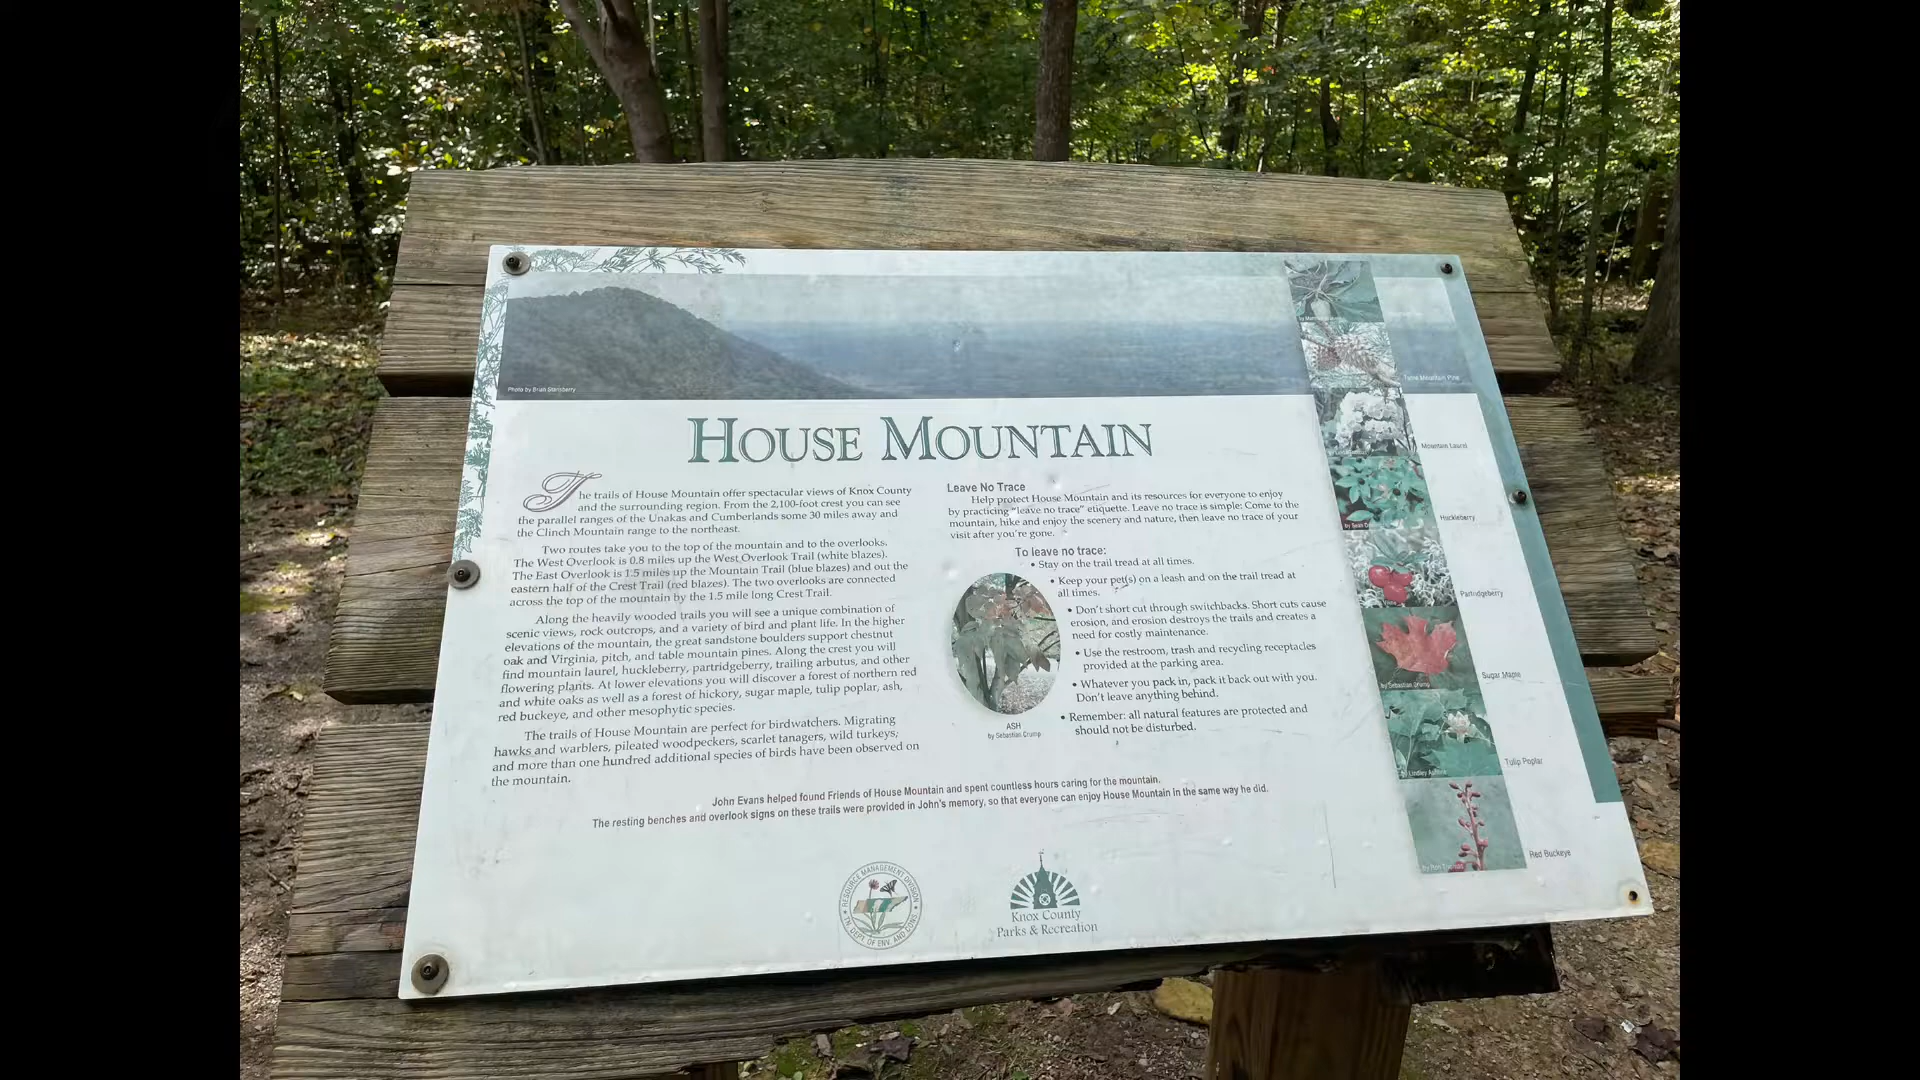 Photo by Brian Stansberry
HOUSE MOUNTAIN
The trails of House Mountain offer spectacular views of Knox County
and the surrounding region. From the 2,100-foot crest you can see
the parallel ranges of the Unakas and Cumberlands some 30 miles away and
the Clinch Mountain range to the northeast.
Two routes take you to the top of the mountain and to the overlooks.
The West Overlook is 0.8 miles up the West Overlook Trail (white blazes).
The East Overlook is 1.5 miles up the Mountain Trail (blue blazes) and out the
eastern half of the Crest Trail (red blazes). The two overlooks are connected
across the top of the mountain by the 1.5 mile long Crest Trail.
Along the heavily wooded trails you will see a unique combination of
scenic views, rock outcrops, and a variety of bird and plant life. In the higher
elevations of the mountain, the great sandstone boulders support chestnut
oak and Virginia, pitch, and table mountain pines. Along the crest you will
find mountain laurel, huckleberry, partridgeberry, trailing arbutus, and other
flowering plants. At lower elevations you will discover a forest of northern red
and white oaks as well as a forest of hickory, sugar maple, tulip poplar, ash,
red buckeye, and other mesophytic species.
The trails of House Mountain are perfect for birdwatchers. Migrating
hawks and warblers, pileated woodpeckers, scarlet tanagers, wild turkeys,
and more than one hundred additional species of birds have been observed on
the mountain.
Leave No Trace
Help protect House Mountain and its resources for everyone to enjoy
by practicing "leave no trace" etiquette. Leave no trace is simple: Come to the
mountain, hike and enjoy the scenery and nature, then leave no trace of your
visit after you're gone.
To leave no trace:
• Stay on the trail tread at all times.
• Keep your pet(s) on a leash and on the trail tread at
all times.
• Don't short cut through switchbacks. Short cuts cause
erosion, and erosion destroys the trails and creates a
need for costly maintenance.
• Use the restroom, trash and recycling receptacles
provided at the parking area.
• Whatever you pack in, pack it back out with you.
Don't leave anything behind.
• Remember: all natural features are protected and
should not be disturbed.
ASH
by Sebastian Crump
John Evans helped found Friends of House Mountain and spent countless hours caring for the mountain.
The resting benches and overlook signs on these trails were provided in John's memory, so that everyone can enjoy House Mountain in the same way he did.
RESOURCE MANAGEMENT DIVISION
TN. DEPT. OF ENV. AND CONS.
Knox County
Parks & Recreation
Table Mountain Pine
Mountain Laurel
by Sean
Huckleberry
Partridgeberry
by Sebastian Crump
Sugar Maple
by Lindley Ashline
Tulip Poplar
by Ron
Red Buckeye